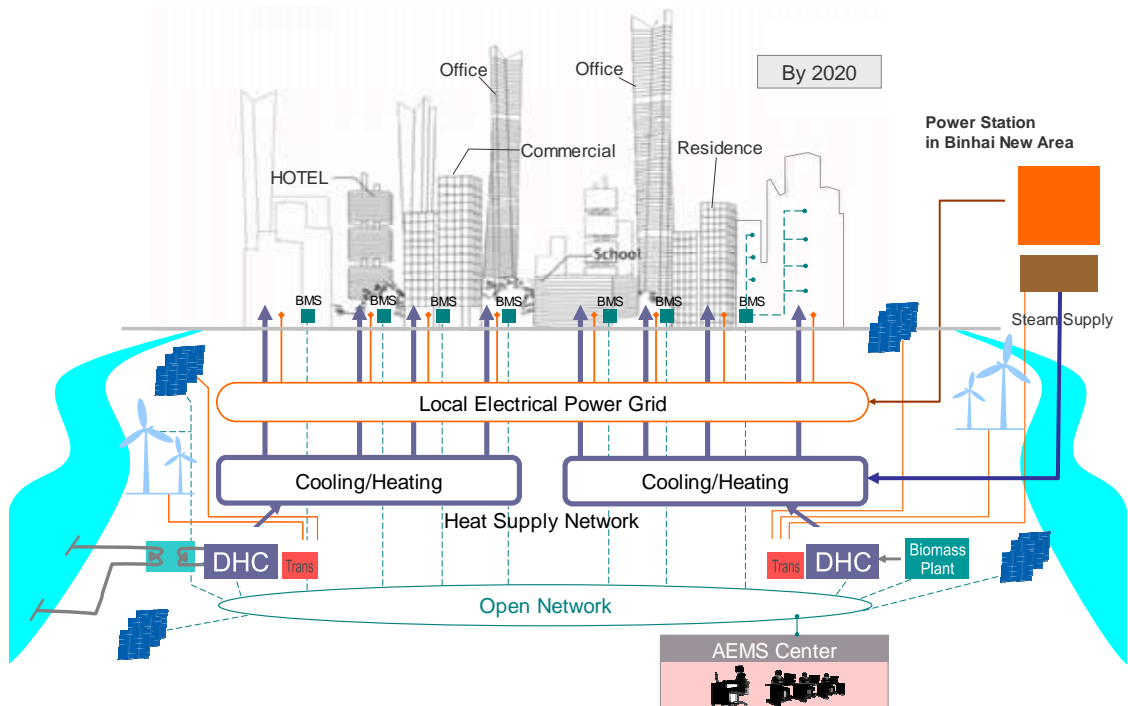 Office
Office
By 2020
Power Station
in Binhai New Area
Commercial
Residence
HOTEL
School
BMS
BMS
BMS
BMS
BMS
BMS
BMS
Steam Supply
Local Electrical Power Grid
Cooling/Heating
Cooling/Heating
Heat Supply Network
DHC
Trans
Trans
DHC
Biomass
Plant
Open Network
AEMS Center